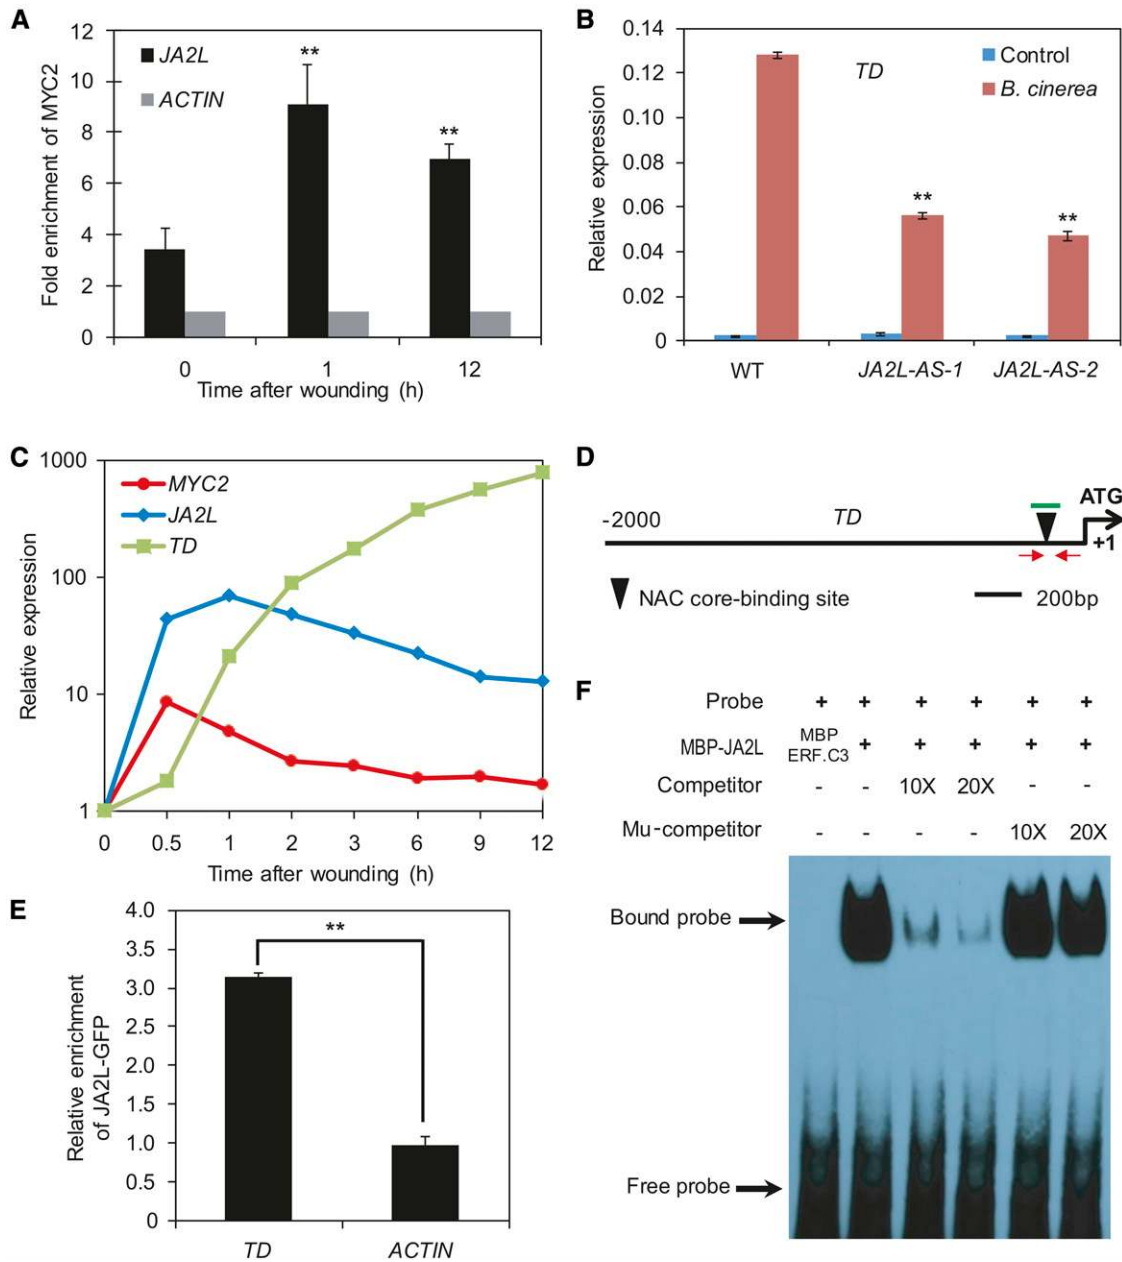 A
12
10
8
6
4
2
0
Fold enrichment of MYC2
JA2L
ACTIN
**
**
0 1 12
Time after wounding (h)
B
0.14
0.12
0.10
0.08
0.06
0.04
0.02
0
Relative expression
TD
Control
B. cinerea
**
**
WT JA2L-AS-1 JA2L-AS-2
C
1000
100
10
1
Relative expression
MYC2
JA2L
TD
0 0.5 1 2 3 6 9 12
Time after wounding (h)
D
-2000 TD ATG
+1
NAC core-binding site 200bp
E
4.0
3.5
3.0
2.5
2.0
1.5
1.0
0.5
0
Relative enrichment
of JA2L-GFP
**
TD ACTIN
F
Probe + + + + + +
MBP-JA2L MBP ERF.C3 + + + + +
Competitor - - 10X 20X - -
Mu-competitor - - - - 10X 20X
Bound probe
Free probe